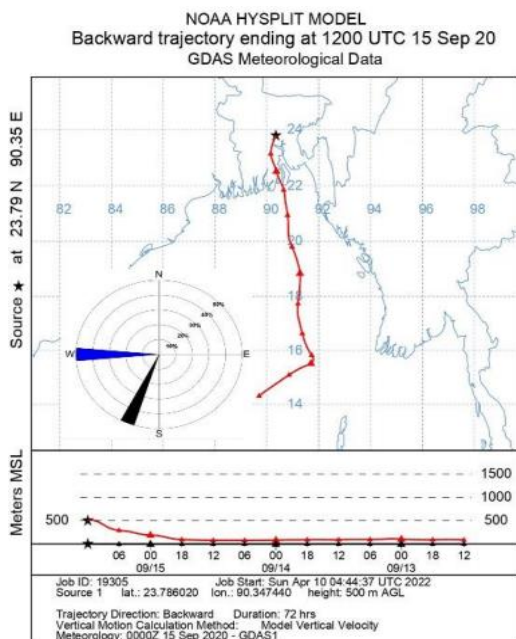 NOAA HYSPLIT MODEL
Backward trajectory ending at 1200 UTC 15 Sep 20
GDAS Meteorological Data
Source ★ at 23.79 N 90.35 E
24
22
82 84 86 88 90 92 94 96 98
20
18
16
14
N
W E
S
10% 20% 30% 40% 50%
Meters MSL
1500
1000
500 500
06 00 18 12 06 00 18 12 06 00 18 12
09/15 09/14 09/13
Job ID: 19305 Job Start: Sun Apr 10 04:44:37 UTC 2022
Source 1 lat.: 23.786020 lon.: 90.347440 height: 500 m AGL
Trajectory Direction: Backward Duration: 72 hrs
Vertical Motion Calculation Method: Model Vertical Velocity
Meteorology: 0000Z 15 Sep 2020 - GDAS1